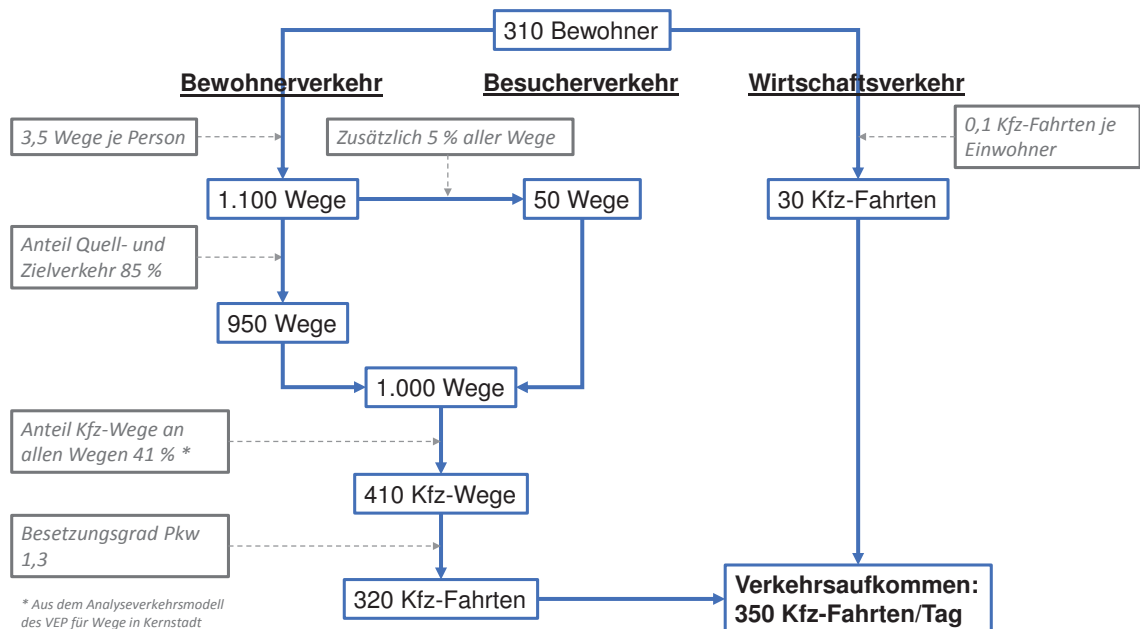 310 Bewohner
Bewohnerverkehr
Besucherverkehr
Wirtschaftsverkehr
3,5 Wege je Person
Zusätzlich 5 % aller Wege
0,1 Kfz-Fahrten je
Einwohner
1.100 Wege
50 Wege
30 Kfz-Fahrten
Anteil Quell- und
Zielverkehr 85 %
950 Wege
1.000 Wege
Anteil Kfz-Wege an
allen Wegen 41 % *
410 Kfz-Wege
Besetzungsgrad Pkw
1,3
320 Kfz-Fahrten
Verkehrsaufkommen:
350 Kfz-Fahrten/Tag
* Aus dem Analyseverkehrsmodell
des VEP für Wege in Kernstadt